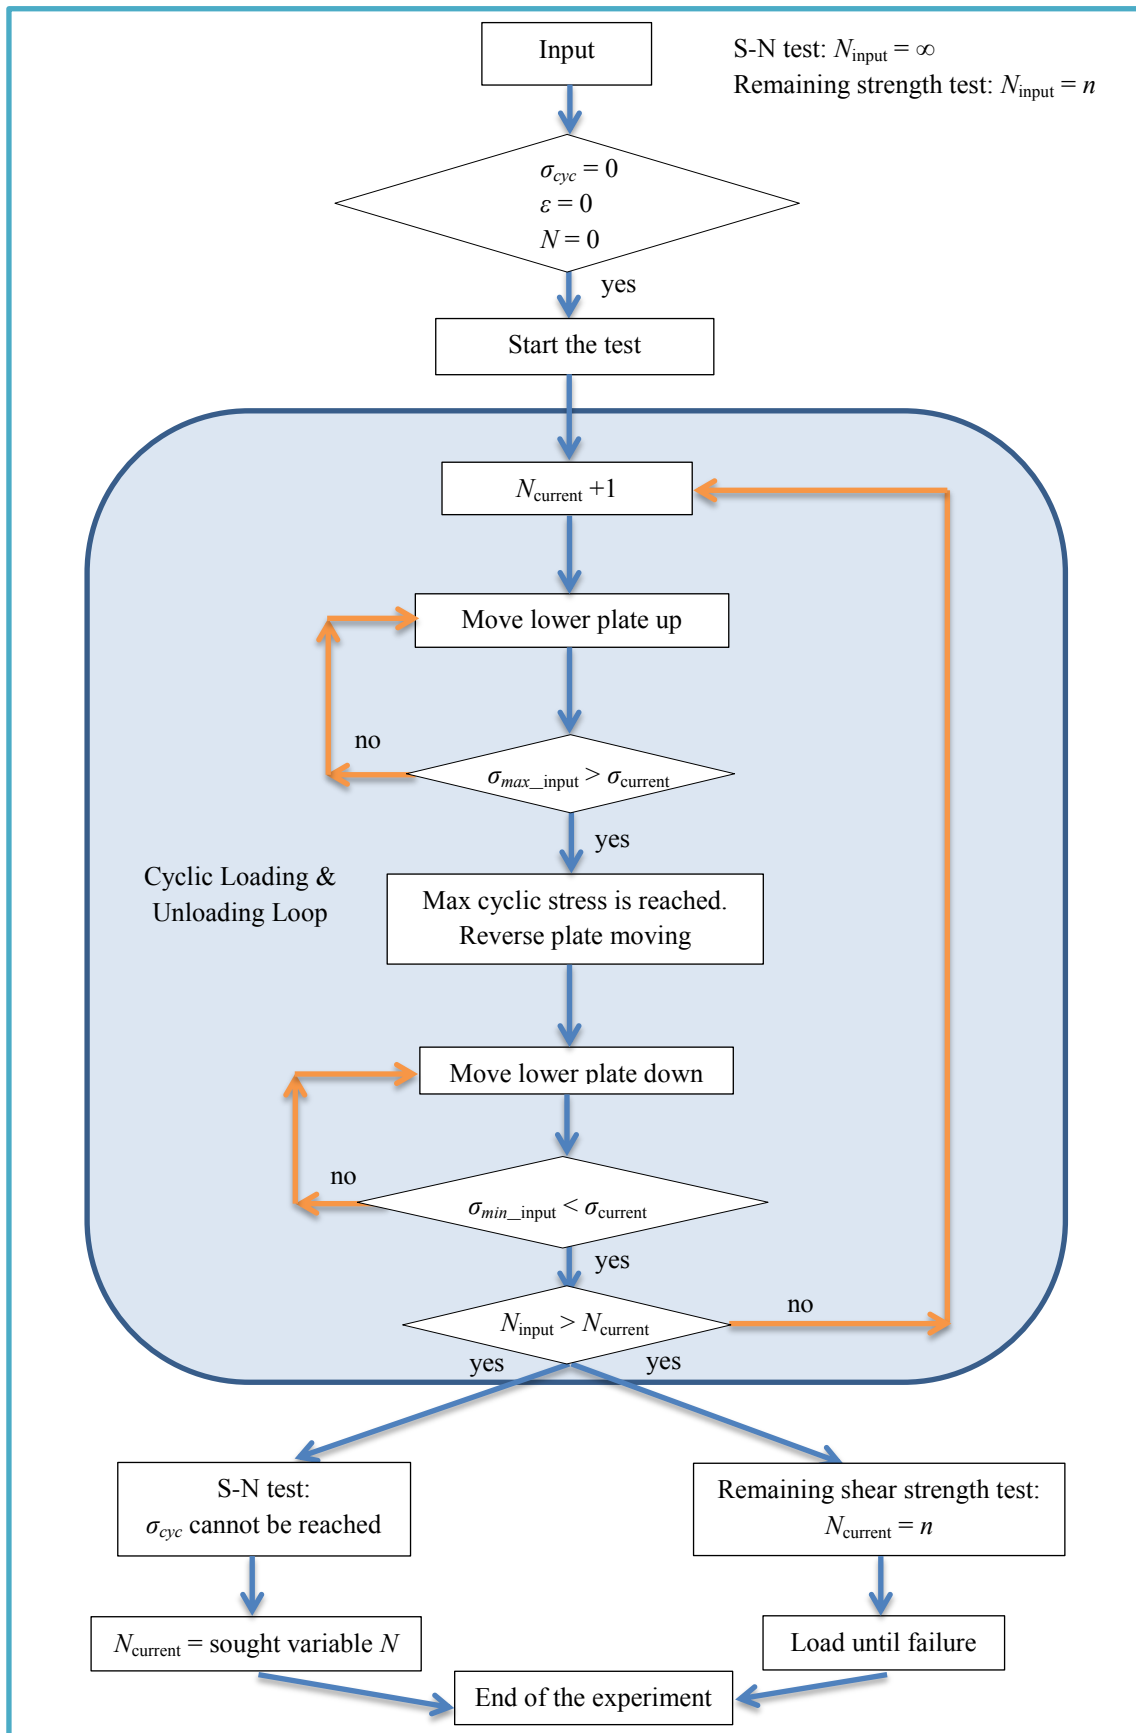 Input
S-N test: N_input = ∞
Remaining strength test: N_input = n
σ_cyc = 0
ε = 0
N = 0
yes
Start the test
N_current +1
Move lower plate up
no
σ_max_input > σ_current
yes
Cyclic Loading &
Unloading Loop
Max cyclic stress is reached.
Reverse plate moving
Move lower plate down
no
σ_min_input < σ_current
yes
N_input > N_current
no
yes
yes
S-N test:
σ_cyc cannot be reached
Remaining shear strength test:
N_current = n
N_current = sought variable N
Load until failure
End of the experiment